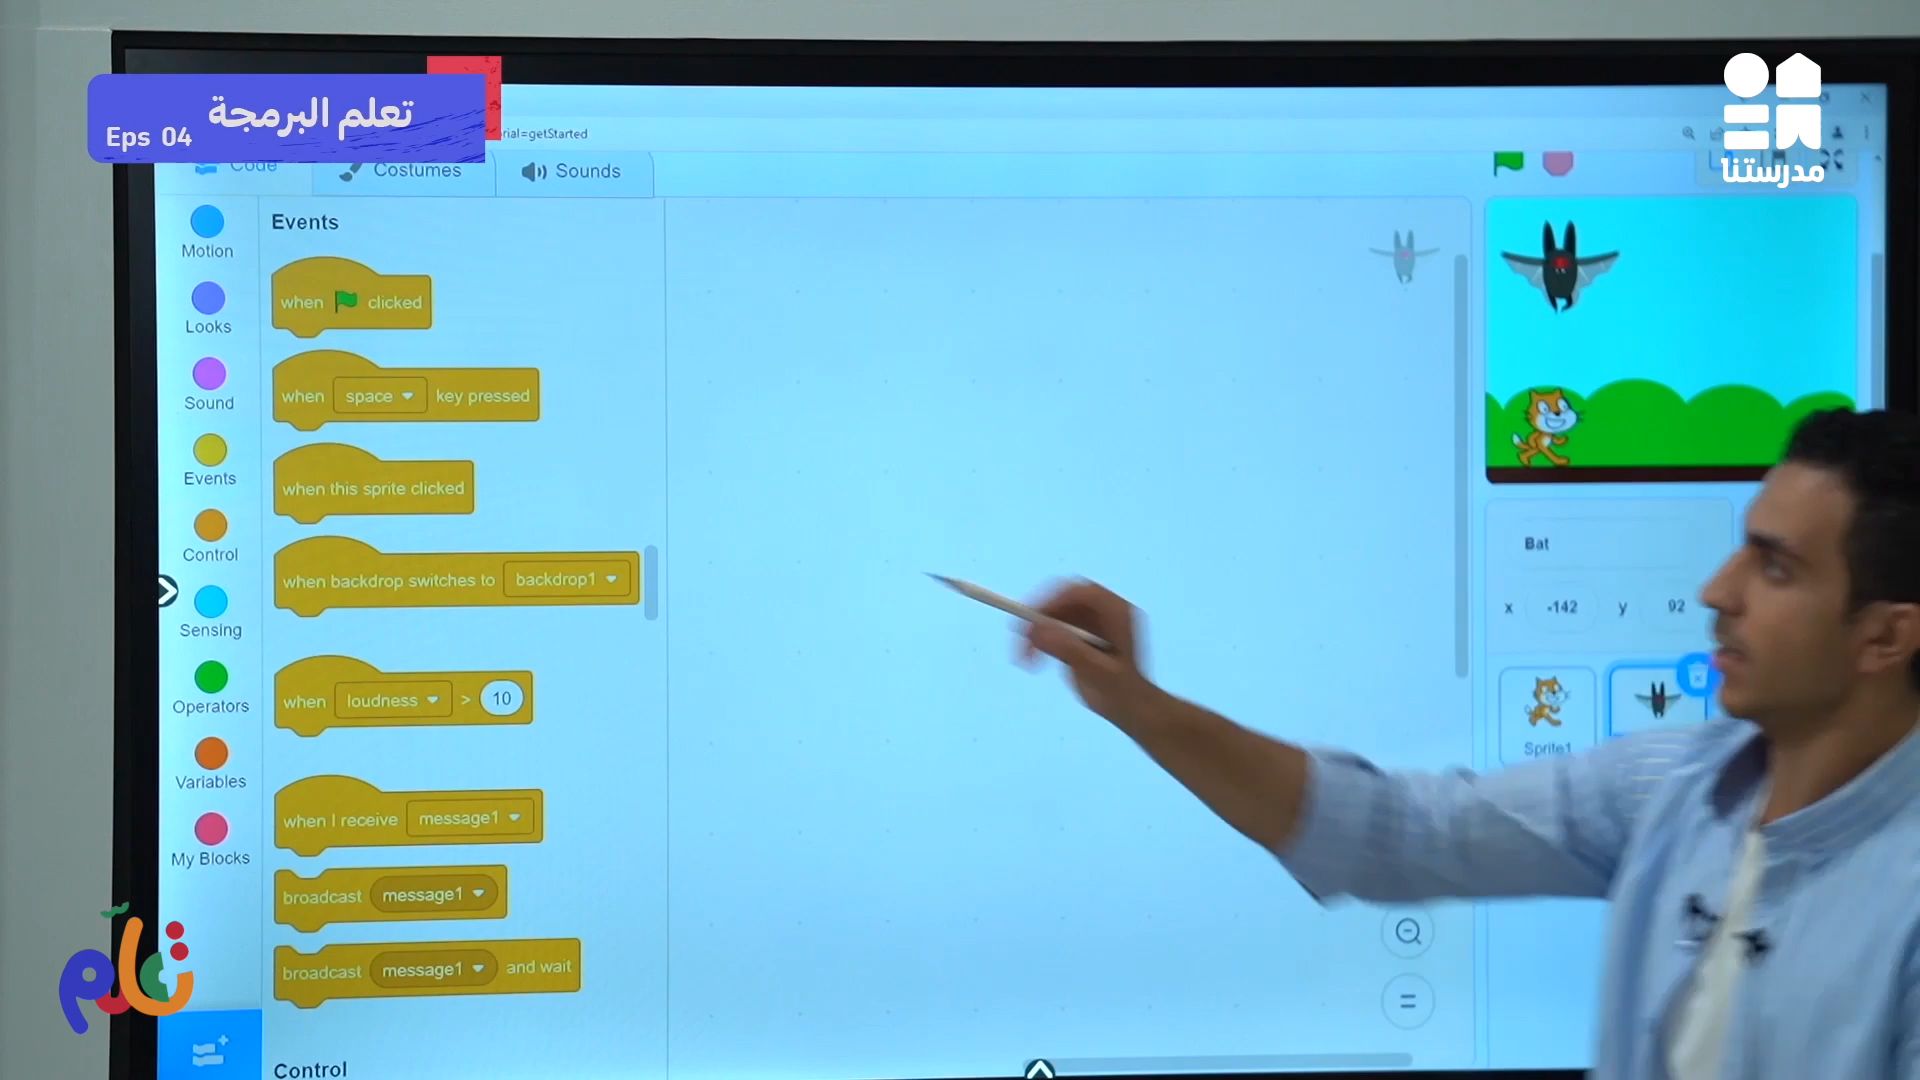 تعلم البرمجة
Eps 04
مدرستنا
rial=getStarted
Code
Costumes
Sounds
Motion
Looks
Sound
Events
Control
Sensing
Operators
Variables
My Blocks
Events
when clicked
when space key pressed
when this sprite clicked
when backdrop switches to backdrop1
when loudness > 10
when I receive message1
broadcast message1
broadcast message1 and wait
Control
Bat
x -142 y 92
Sprite1